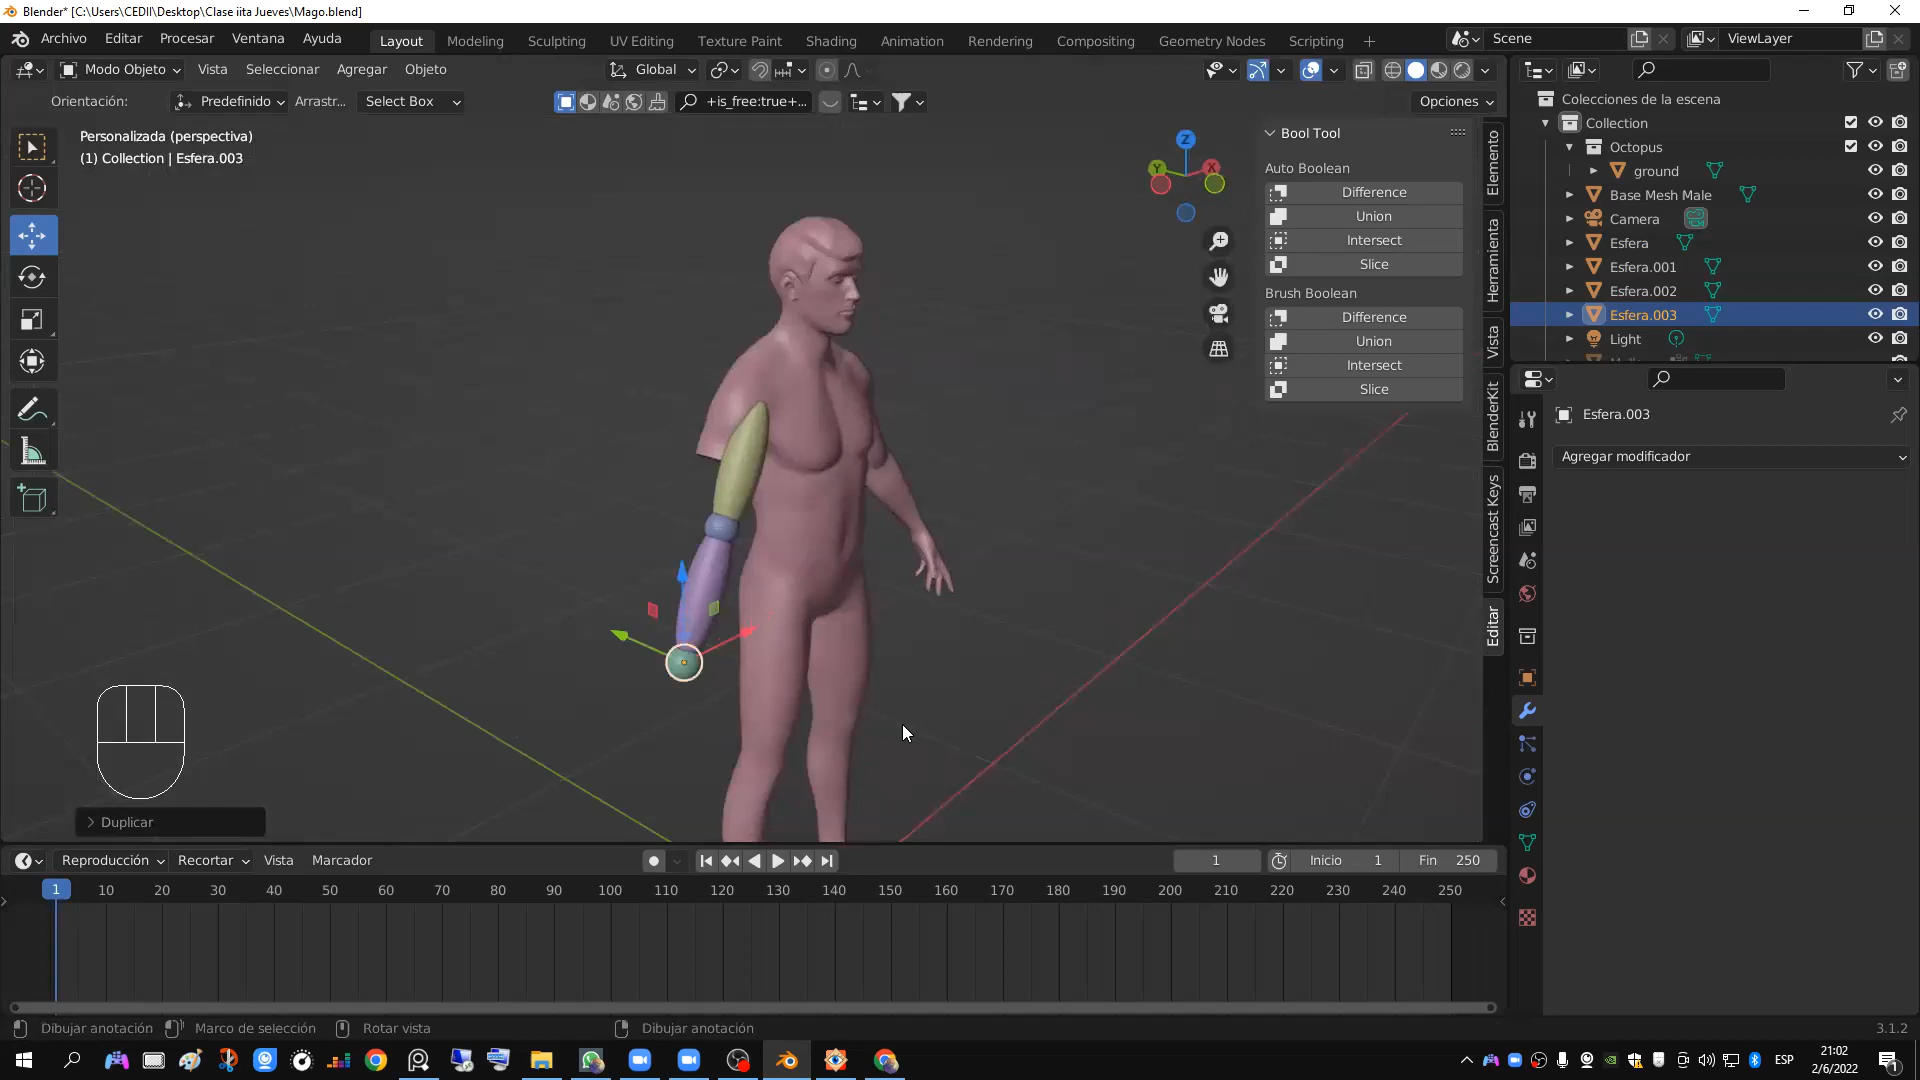 Blender* [C:\Users\CEDII\Desktop\Clase iita Jueves\Mago.blend]
Archivo Editar Procesar Ventana Ayuda Layout Modeling Sculpting UV Editing Texture Paint Shading Animation Rendering Compositing Geometry Nodes Scripting Scene ViewLayer
Modo Objeto Vista Seleccionar Agregar Objeto Global
Orientación: Predefinido Arrastr... Select Box +is_free:true+... Opciones
Personalizada (perspectiva)
(1) Collection | Esfera.003
Z
Y
X
Bool Tool
Auto Boolean
Difference
Union
Intersect
Slice
Brush Boolean
Difference
Union
Intersect
Slice
Elemento
Herramienta
Vista
BlenderKit
Screencast Keys
Editar
Colecciones de la escena
Collection
Octopus
ground
Base Mesh Male
Camera
Esfera
Esfera.001
Esfera.002
Esfera.003
Light
Esfera.003
Agregar modificador
Duplicar
Reproducción Recortar Vista Marcador 1 Inicio 1 Fin 250
1 10 20 30 40 50 60 70 80 90 100 110 120 130 140 150 160 170 180 190 200 210 220 230 240 250
Dibujar anotación Marco de selección Rotar vista Dibujar anotación 3.1.2
ESP
21:02
2/6/2022
1